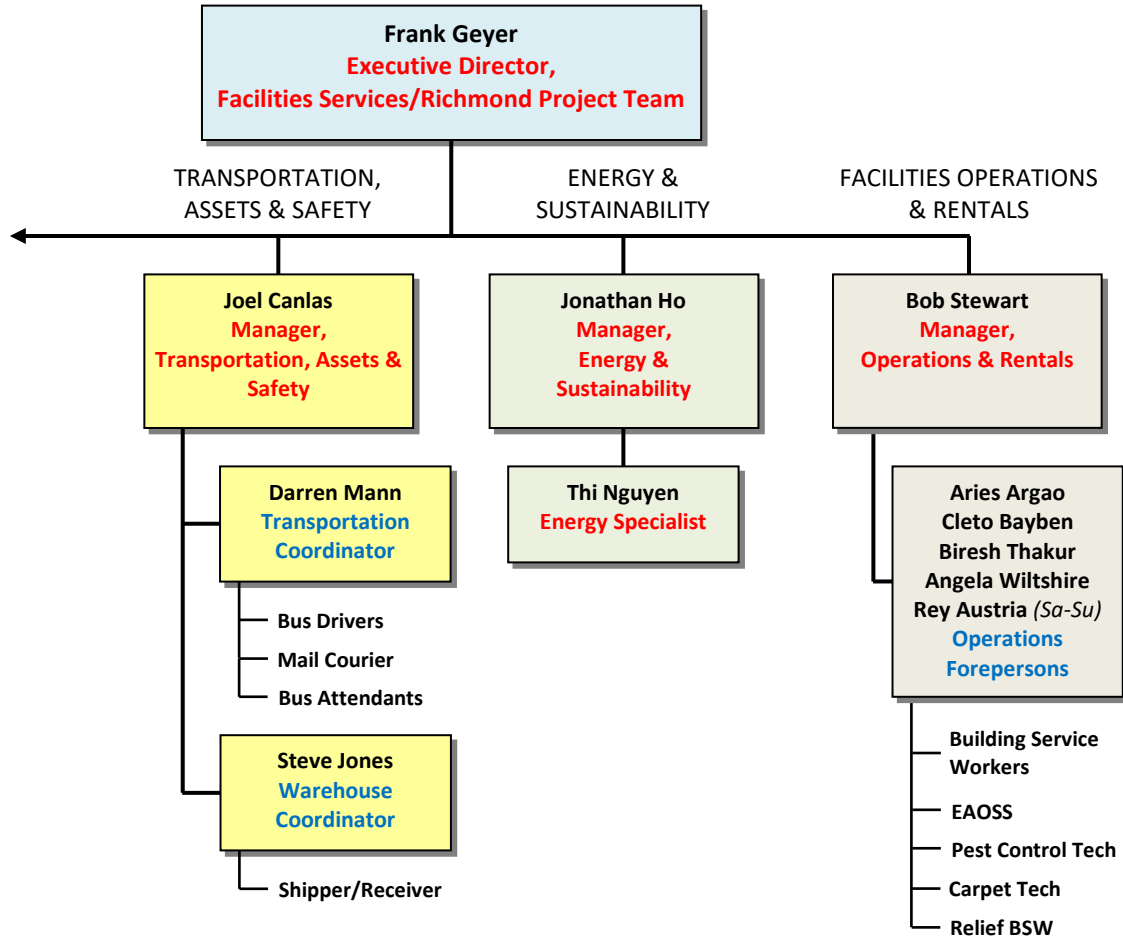 Frank Geyer
Executive Director,
Facilities Services/Richmond Project Team
TRANSPORTATION,
ASSETS & SAFETY
ENERGY &
SUSTAINABILITY
FACILITIES OPERATIONS
& RENTALS
Joel Canlas
Manager,
Transportation, Assets &
Safety
Jonathan Ho
Manager,
Energy &
Sustainability
Bob Stewart
Manager,
Operations & Rentals
Darren Mann
Transportation
Coordinator
Bus Drivers
Mail Courier
Bus Attendants
Steve Jones
Warehouse
Coordinator
Shipper/Receiver
Thi Nguyen
Energy Specialist
Aries Argao
Cleto Bayben
Biresh Thakur
Angela Wiltshire
Rey Austria (Sa-Su)
Operations
Forepersons
Building Service
Workers
EAOSS
Pest Control Tech
Carpet Tech
Relief BSW